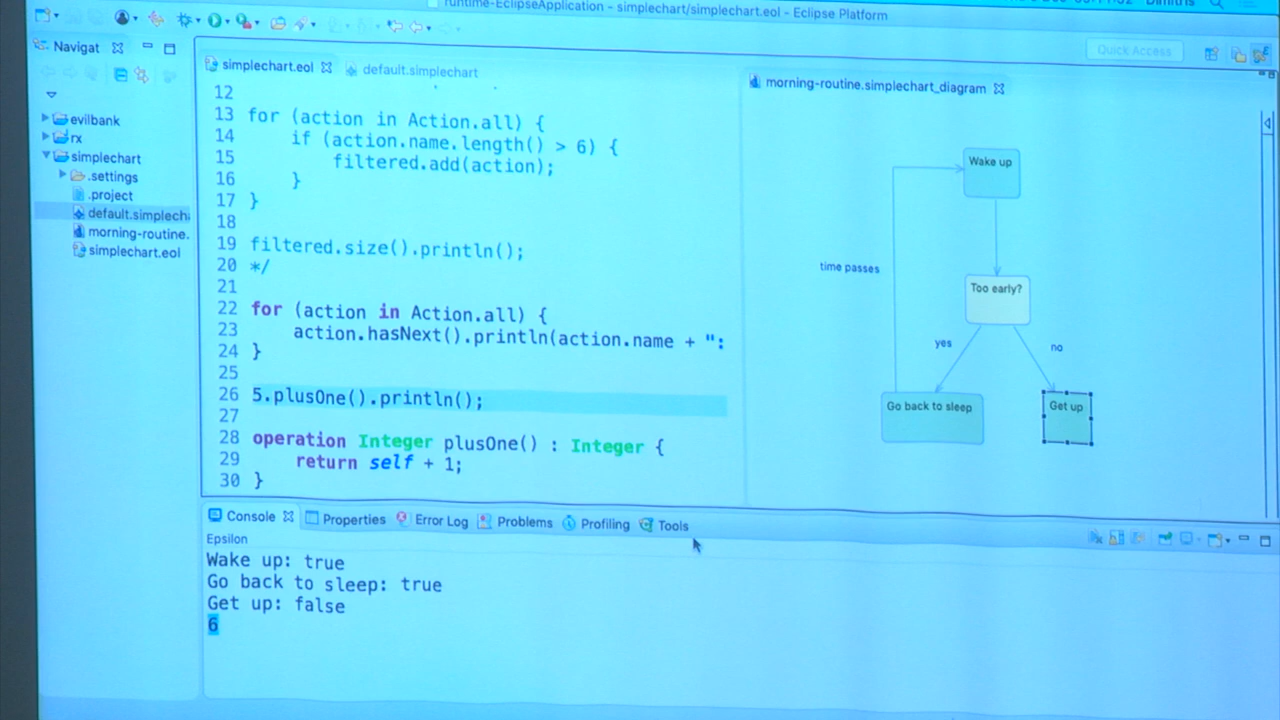 runtime-EclipseApplication - simplechart/simplechart.eol - Eclipse Platform
Quick Access
Navigat
evilbank
rx
simplechart
.settings
.project
default.simplech
morning-routine.
simplechart.eol
simplechart.eol
default.simplechart
12
13 for (action in Action.all) {
14 if (action.name.length() > 6) {
15 filtered.add(action);
16 }
17 }
18
19 filtered.size().println();
20 */
21
22 for (action in Action.all) {
23 action.hasNext().println(action.name + ":
24 }
25
26 5.plusOne().println();
27
28 operation Integer plusOne() : Integer {
29 return self + 1;
30 }
morning-routine.simplechart_diagram
Wake up
time passes
Too early?
yes
no
Go back to sleep
Get up
Console
Properties
Error Log
Problems
Profiling
Tools
Epsilon
Wake up: true
Go back to sleep: true
Get up: false
6